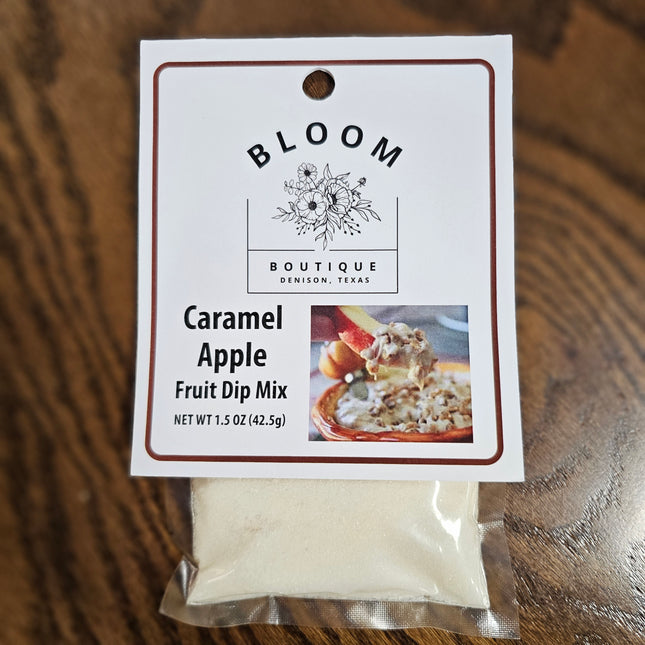 BLOOM
BOUTIQUE
DENISON, TEXAS
Caramel
Apple
Fruit Dip Mix
NET WT 1.5 OZ (42.5g)